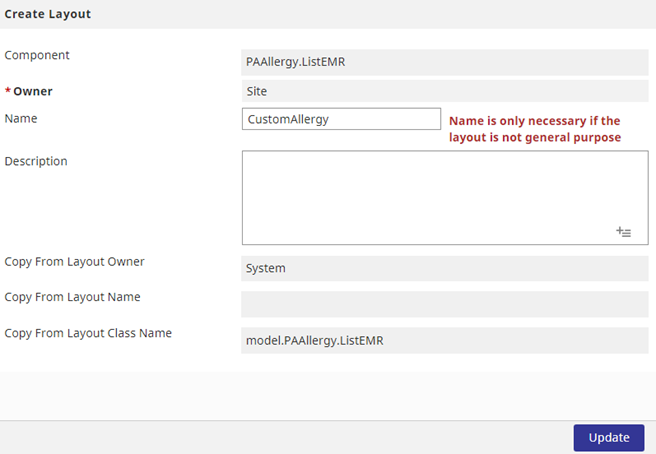 Create Layout
Component
PAAllergy.ListEMR
* Owner
Site
Name
CustomAllergy
Name is only necessary if the
layout is not general purpose
Description
Copy From Layout Owner
System
Copy From Layout Name
Copy From Layout Class Name
model.PAAllergy.ListEMR
Update